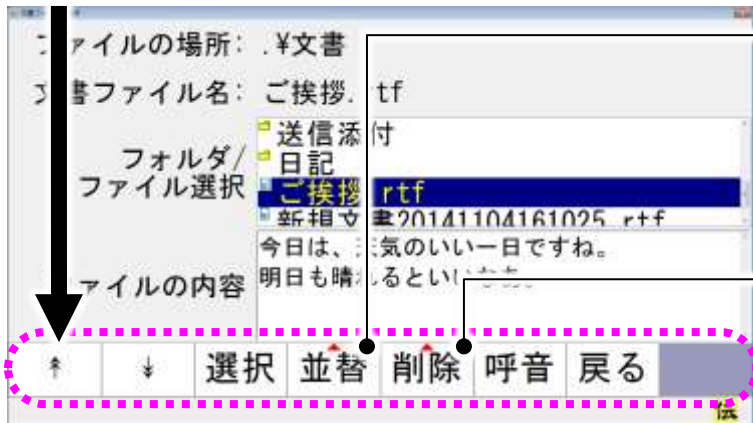 ファイルの場所: .¥文書
文書ファイル名: ご挨拶.rtf
送信添付
フォルダ/
日記
ファイル選択
ご挨拶.rtf
新規文書20141104161025.rtf
今日は、天気のいい一日ですね。
ファイルの内容
明日も晴れるといい
↑ ↓ 選択 並替 削除 呼音 戻る
伝